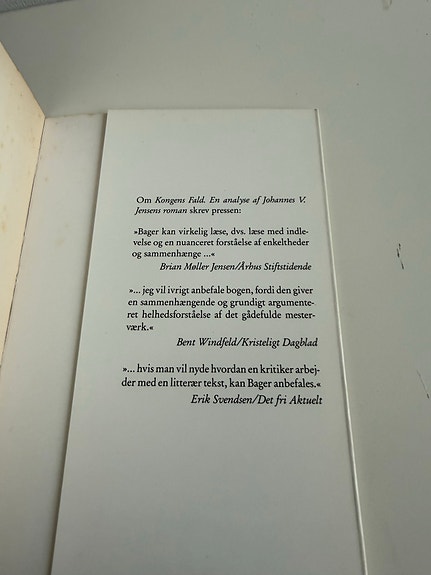 Om Kongens Fald. En analyse af Johannes V.
Jensens roman skrev pressen:
»Bager kan virkelig læse, dvs. læse med indle-
velse og en nuanceret forståelse af enkeltheder
og sammenhænge ...«
Brian Møller Jensen/Århus Stiftstidende
»... jeg vil ivrigt anbefale bogen, fordi den giver
en sammenhængende og grundigt argumente-
ret helhedsforståelse af det gådefulde mester-
værk.«
Bent Windfeld/Kristeligt Dagblad
»... hvis man vil nyde hvordan en kritiker arbej-
der med en litterær tekst, kan Bager anbefales.«
Erik Svendsen/Det fri Aktuelt